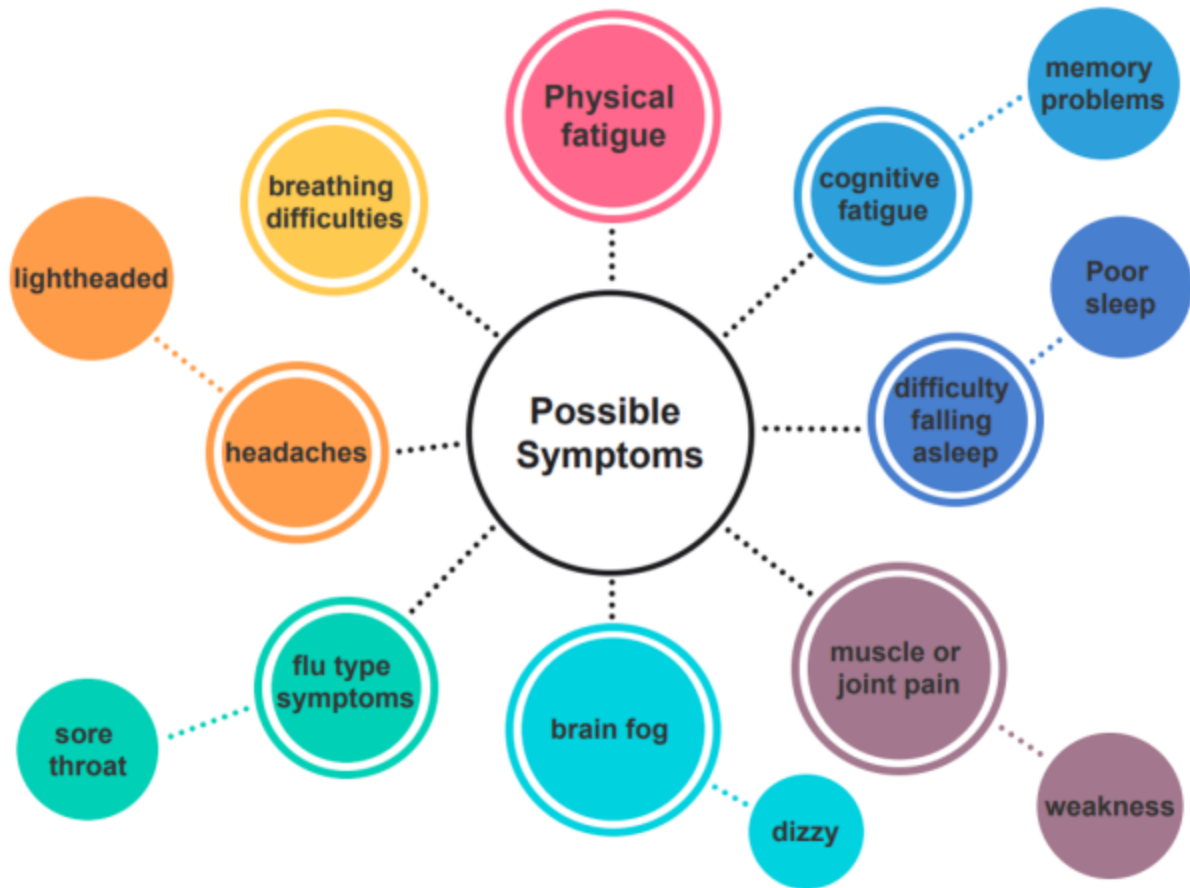 Physical
fatigue
memory
problems
cognitive
fatigue
breathing
difficulties
lightheaded
Poor
sleep
difficulty
falling
asleep
Possible
Symptoms
headaches
muscle or
joint pain
flu type
symptoms
brain fog
sore
throat
weakness
dizzy